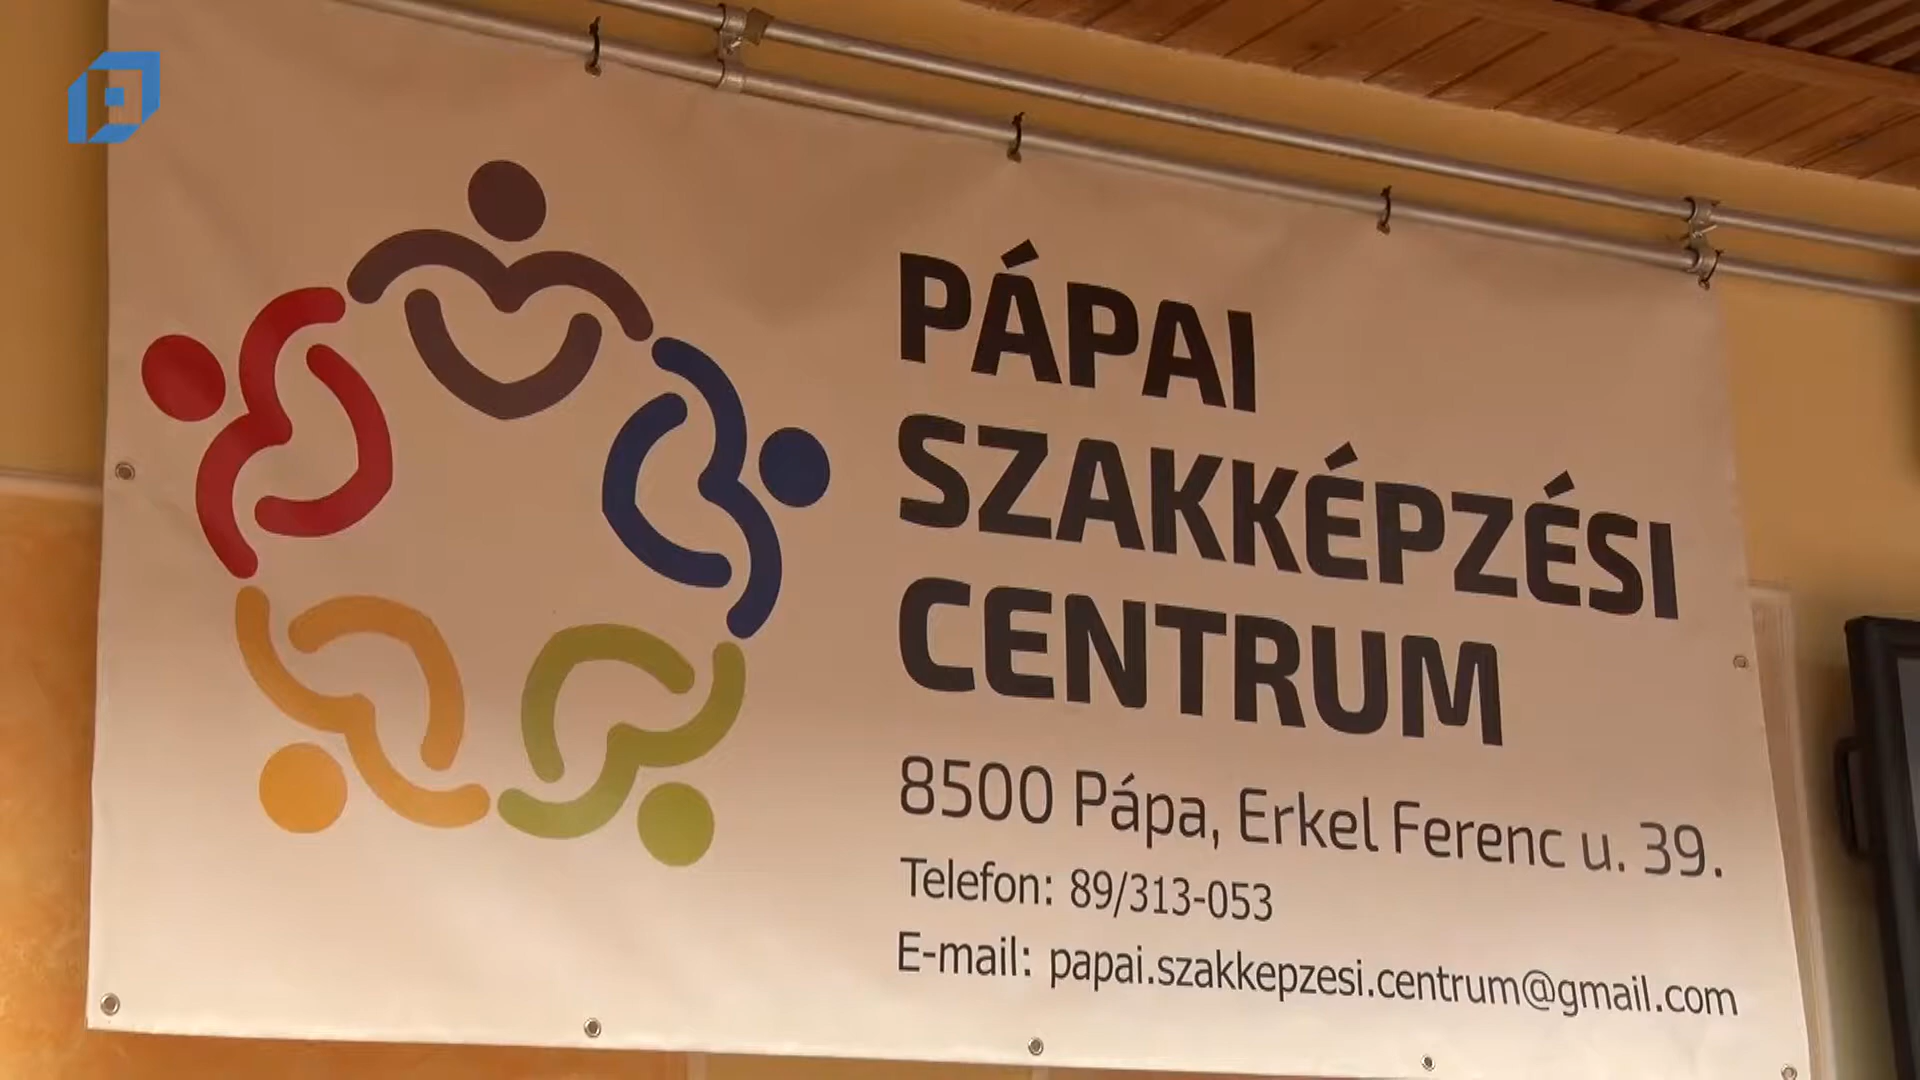 PÁPAI
SZAKKÉPZÉSI
CENTRUM
8500 Pápa, Erkel Ferenc u. 39.
Telefon: 89/313-053
E-mail: papai.szakkepzesi.centrum@gmail.com